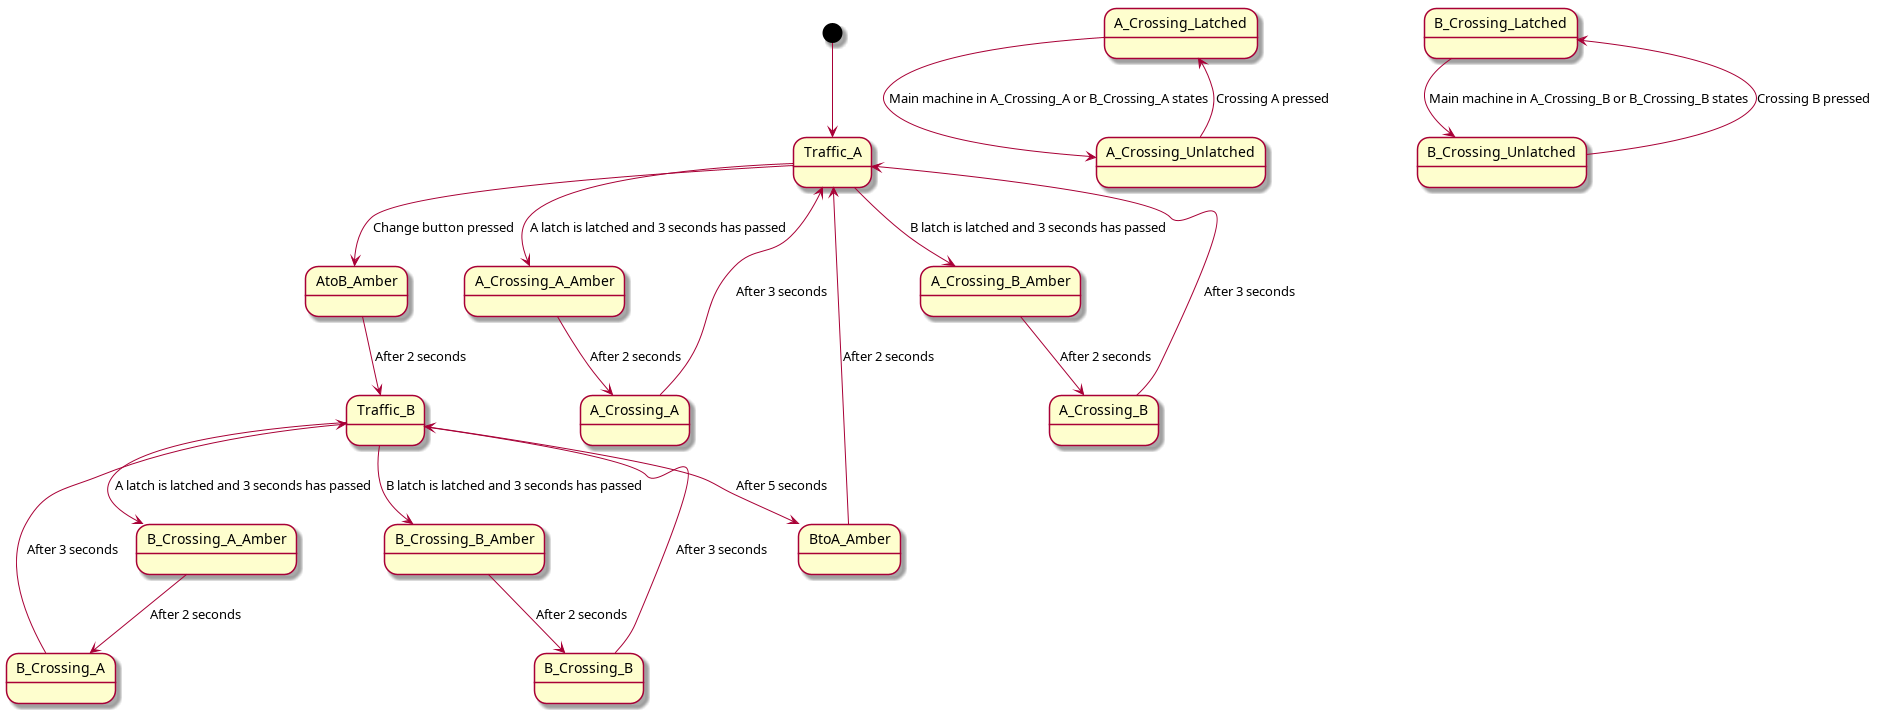 A_Crossing_Latched
B_Crossing_Latched
Main machine in A_Crossing_A or B_Crossing_A states
Crossing A pressed
Main machine in A_Crossing_B or B_Crossing_B states
Crossing B pressed
Traffic_A
A_Crossing_Unlatched
B_Crossing_Unlatched
Change button pressed
A latch is latched and 3 seconds has passed
B latch is latched and 3 seconds has passed
AtoB_Amber
A_Crossing_A_Amber
A_Crossing_B_Amber
After 3 seconds
After 3 seconds
After 2 seconds
After 2 seconds
After 2 seconds
After 2 seconds
Traffic_B
A_Crossing_A
A_Crossing_B
A latch is latched and 3 seconds has passed
B latch is latched and 3 seconds has passed
After 5 seconds
B_Crossing_A_Amber
B_Crossing_B_Amber
BtoA_Amber
After 3 seconds
After 3 seconds
After 2 seconds
After 2 seconds
B_Crossing_A
B_Crossing_B